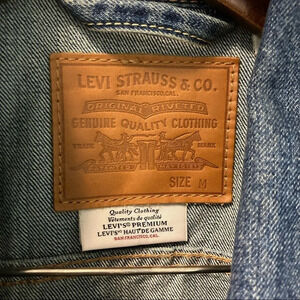 LEVI STRAUSS & CO.
SAN FRANCISCO, CAL.
ORIGINAL RIVETED
GENUINE QUALITY CLOTHING
TRADE MARK
SIZE M
Quality Clothing
Vêtements de qualité
LEVI'S® PREMIUM
LEVI'S® HAUT DE GAMME
SAN FRANCISCO, CAL.